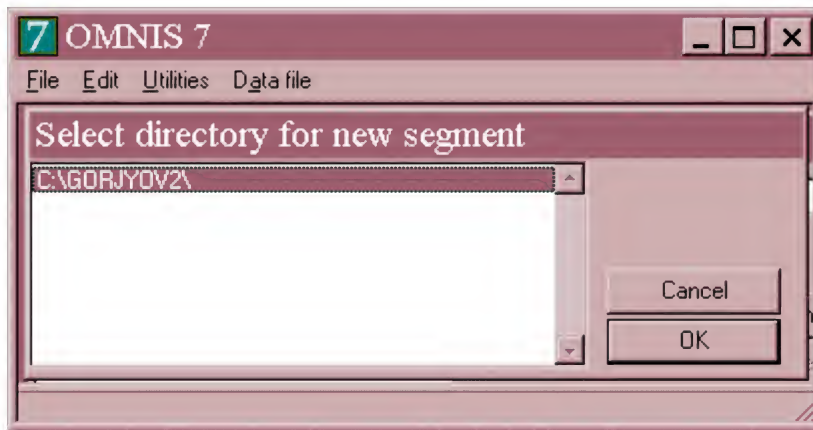 7 OMNIS 7
File Edit Utilities Data file
Select directory for new segment
C:\GORJYOV2\
Cancel
OK